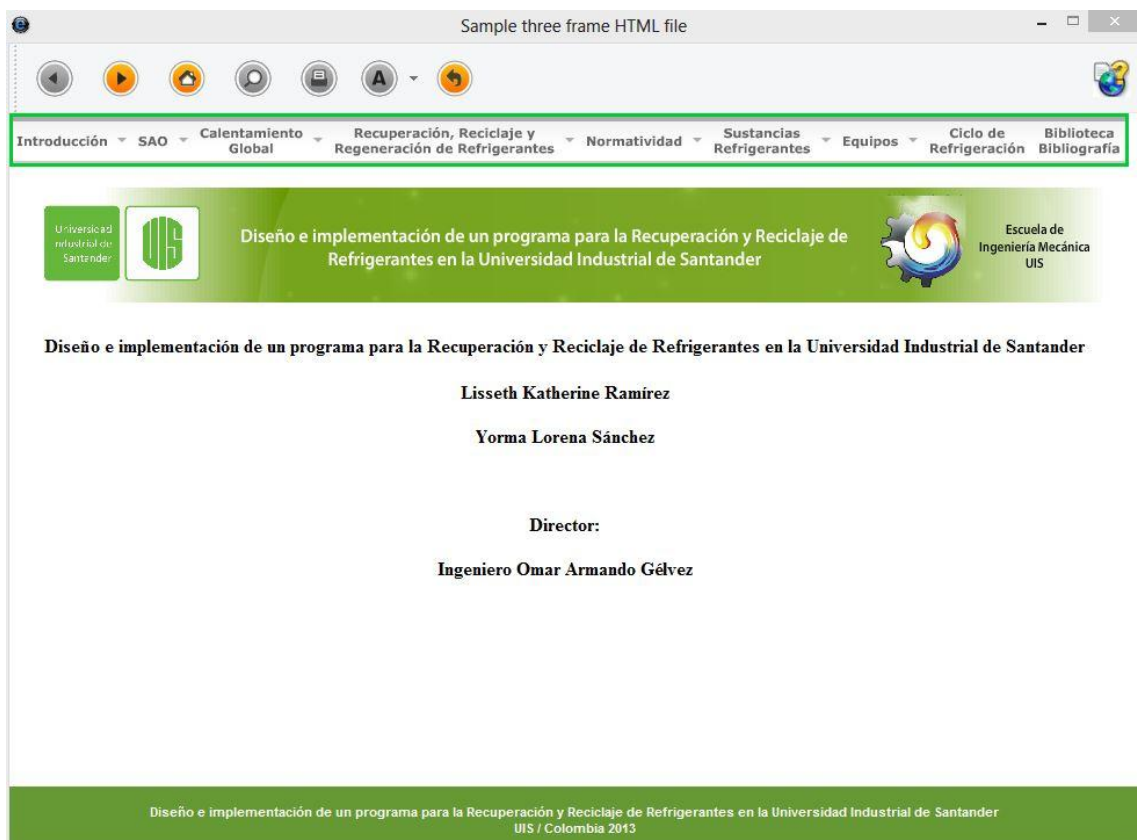 Sample three frame HTML file
A
Introducción SAO Calentamiento Global Recuperación, Reciclaje y Regeneración de Refrigerantes Normatividad Sustancias Refrigerantes Equipos Ciclo de Refrigeración Biblioteca Bibliografía
Universidad
Industrial de
Santander
UIS
Diseño e implementación de un programa para la Recuperación y Reciclaje de
Refrigerantes en la Universidad Industrial de Santander
Escuela de
Ingeniería Mecánica
UIS
Diseño e implementación de un programa para la Recuperación y Reciclaje de Refrigerantes en la Universidad Industrial de Santander
Lisseth Katherine Ramírez
Yorma Lorena Sánchez
Director:
Ingeniero Omar Armando Gélvez
Diseño e implementación de un programa para la Recuperación y Reciclaje de Refrigerantes en la Universidad Industrial de Santander
UIS / Colombia 2013